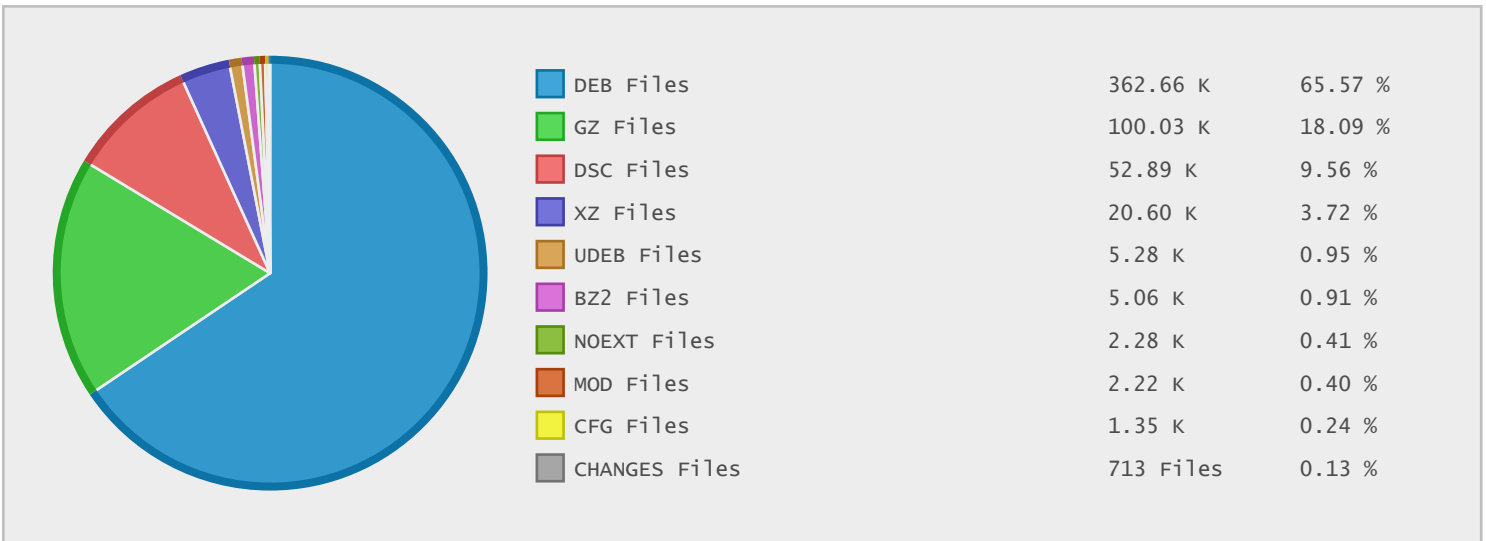 DEB Files 362.66 K 65.57 %
GZ Files 100.03 K 18.09 %
DSC Files 52.89 K 9.56 %
XZ Files 20.60 K 3.72 %
UDEB Files 5.28 K 0.95 %
BZ2 Files 5.06 K 0.91 %
NOEXT Files 2.28 K 0.41 %
MOD Files 2.22 K 0.40 %
CFG Files 1.35 K 0.24 %
CHANGES Files 713 Files 0.13 %